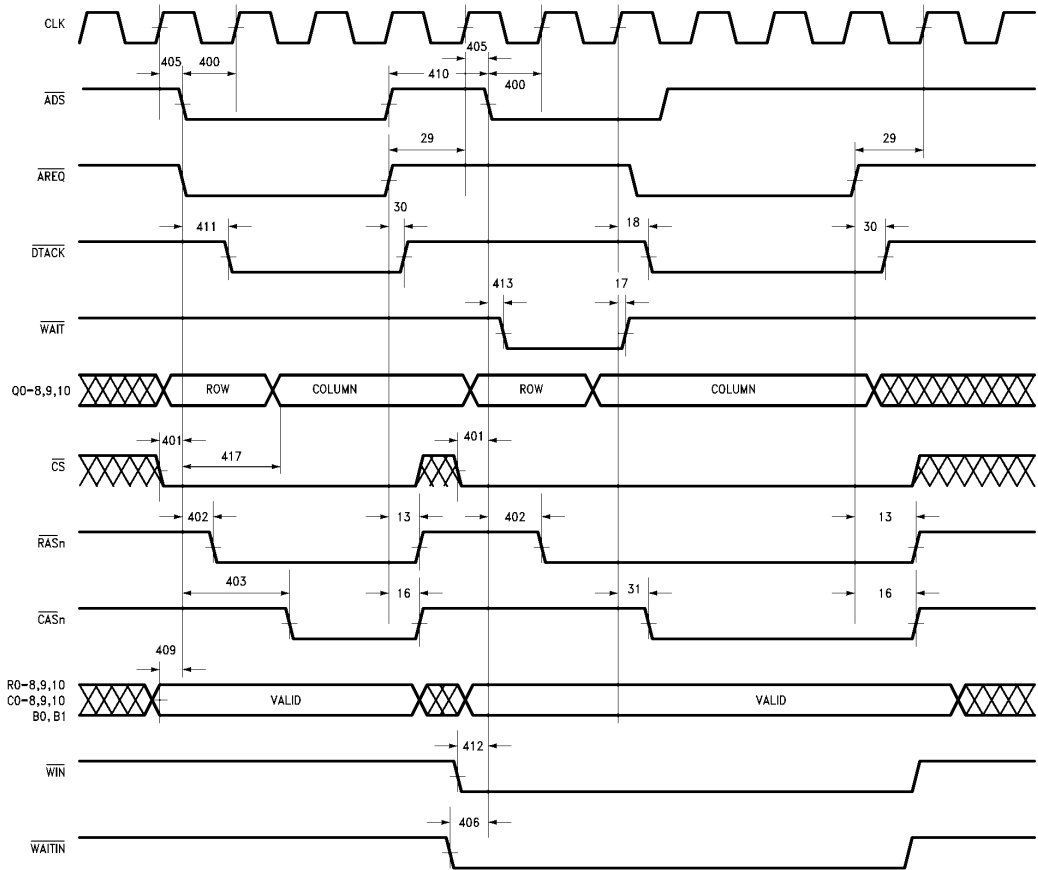 CLK
405
405 400
410
400
ADS
29
29
AREQ
30
411
18
30
DTACK
413
17
WAIT
Q0-8,9,10
ROW
COLUMN
ROW
COLUMN
401
401
417
CS
402
13
402
13
RASn
403
16
31
16
CASn
409
R0-8,9,10
C0-8,9,10
B0, B1
VALID
VALID
412
WIN
406
WAITIN